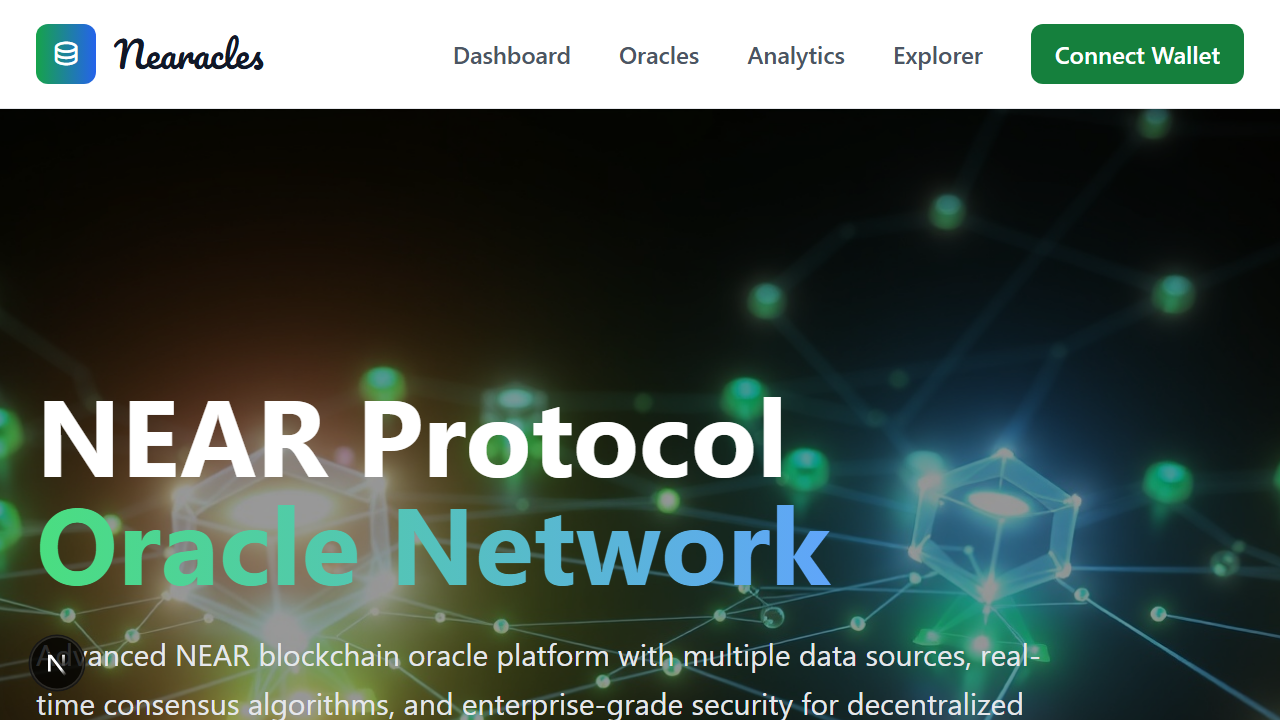 Nearacles
Dashboard
Oracles
Analytics
Explorer
Connect Wallet
NEAR Protocol
Oracle Network
Advanced NEAR blockchain oracle platform with multiple data sources, real-
time consensus algorithms, and enterprise-grade security for decentralized
N